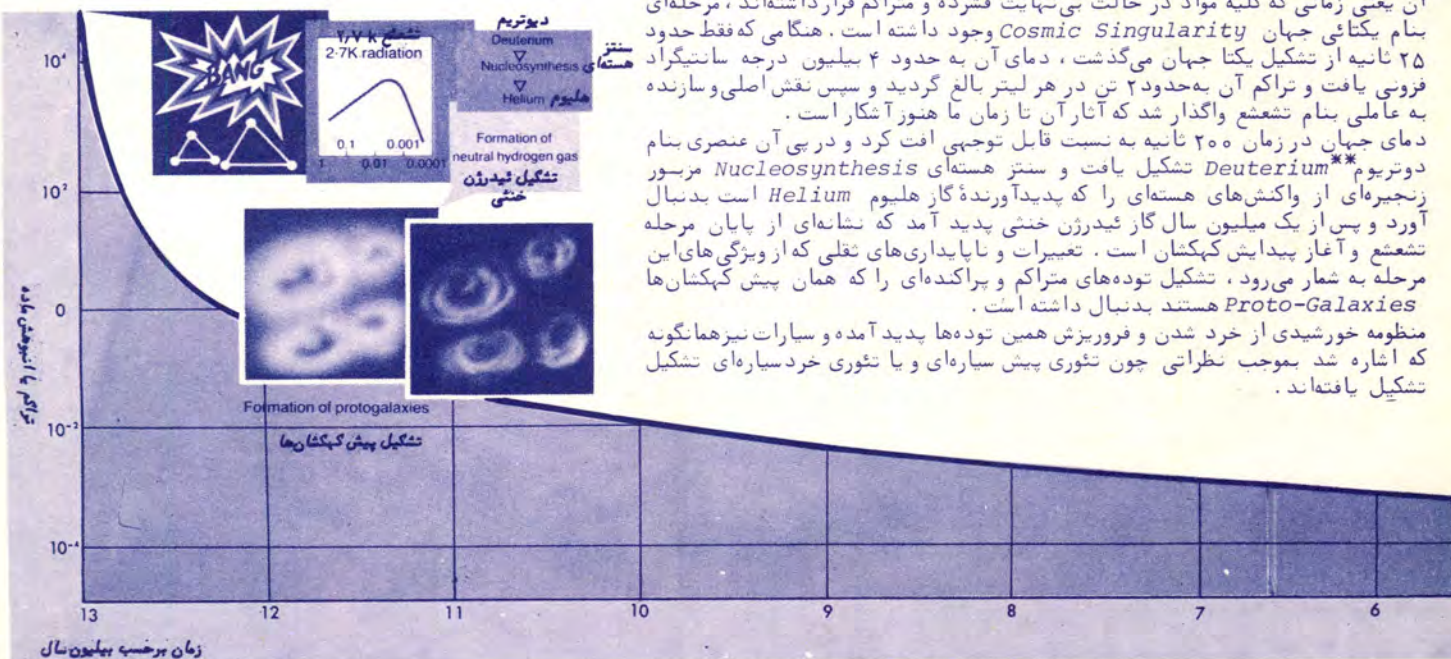 آن یعنی زمانی که کلیه مواد در حالت بی‌نهایت فشرده و متراکم قرار داشته‌اند ، مرحله‌ای
بنام یکتائی جهان Cosmic Singularity وجود داشته است . هنگامی که فقط حدود
۲۵ ثانیه از تشکیل یکتا جهان می‌گذشت ، دمای آن به حدود ۴ بیلیون درجه سانتیگراد
فزونی یافت و تراکم آن به‌حدود ۲ تن در هر لیتر بالغ گردید و سپس نقش اصلی و سازنده
به عاملی بنام تشعشع واگذار شد که آثار آن تا زمان ما هنوز آشکار است .
دمای جهان در زمان ۲۰۰ ثانیه به نسبت قابل توجهی افت کرد و در پی آن عنصری بنام
دوتریوم **Deuterium تشکیل یافت و سنتز هسته‌ای Nucleosynthesis مزبور
زنجیره‌ای از واکنش‌های هسته‌ای را که پدیدآورندهٔ گاز هلیوم Helium است بدنبال
آورد و پس از یک میلیون سال گاز ئیدرژن خنثی پدید آمد که نشانه‌ای از پایان مرحله
تشعشع و آغاز پیدایش کهکشان است . تغییرات و ناپایداری‌های ثقلی که از ویژگی‌های این
مرحله به شمار می‌رود ، تشکیل توده‌های متراکم و پراکنده‌ای را که همان پیش کهکشان‌ها
Proto-Galaxies هستند بدنبال داشته است .
منظومه خورشیدی از خرد شدن و فروریزش همین توده‌ها پدید آمده و سیارات نیز همانگونه
که اشاره شد بموجب نظراتی چون تئوری پیش سیاره‌ای و یا تئوری خردسیاره‌ای تشکیل
تشکیل یافته‌اند .
BANG
تشعشع ۲/۷ k
2·7K radiation
0.1 0.001
1 0.01 0.0001
دیوتریم
Deuterium
Nucleosynthesis
سنتز
هسته‌ای
Helium
هلیوم
Formation of
neutral hydrogen gas
تشکیل ئیدرژن
خنثی
Formation of protogalaxies
تشکیل پیش کهکشان‌ها
تراکم یا انبوهش ماده
10⁴
10²
0
10⁻²
10⁻⁴
13 12 11 10 9 8 7 6
زمان برحسب بیلیون سال